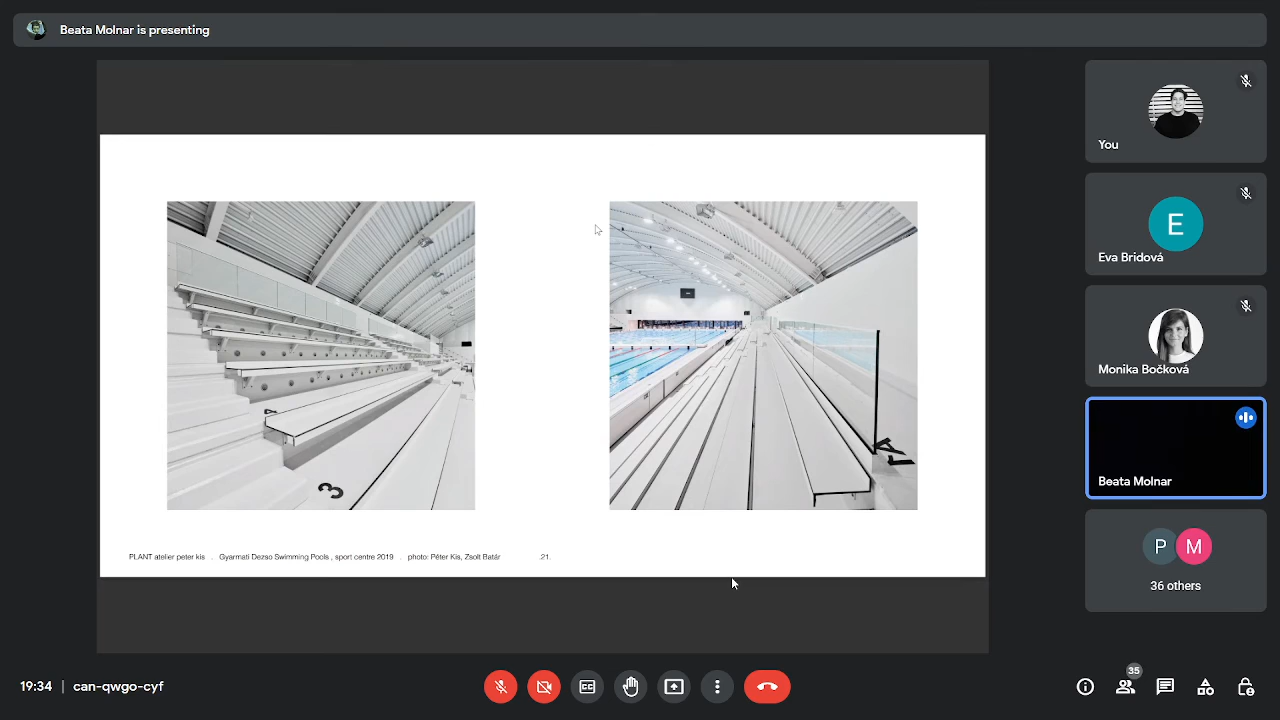 Beata Molnar is presenting
You
E
Eva Bridová
Monika Bočková
Beata Molnar
P M
36 others
3
PLANT atelier peter kis . Gyarmati Dezso Swimming Pools , sport centre 2019 . photo: Péter Kis, Zsolt Batár .21.
19:34 | can-qwgo-cyf
35